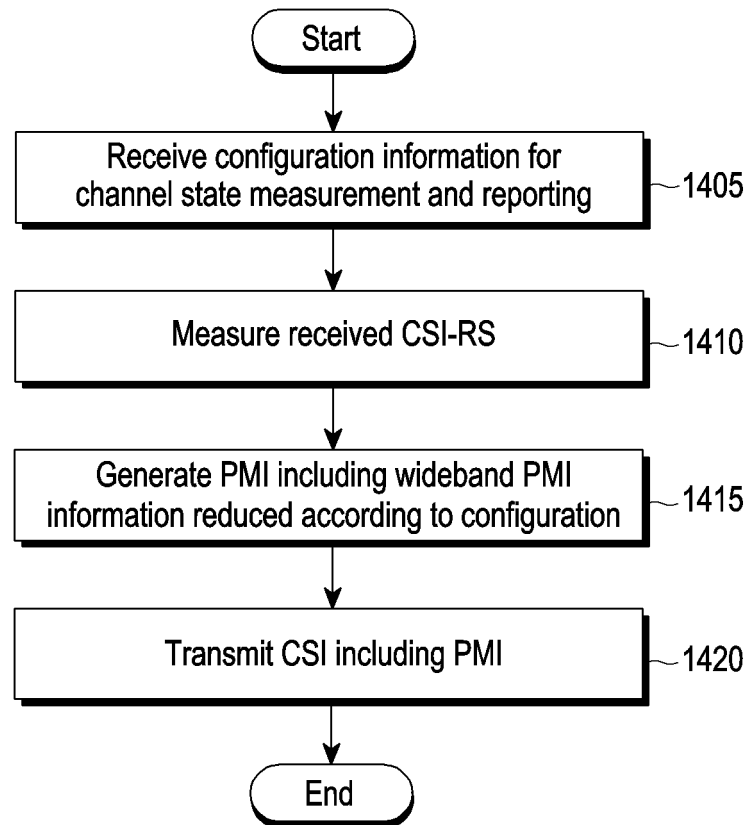 Start
Receive configuration information for
channel state measurement and reporting
1405
Measure received CSI-RS
1410
Generate PMI including wideband PMI
information reduced according to configuration
1415
Transmit CSI including PMI
1420
End